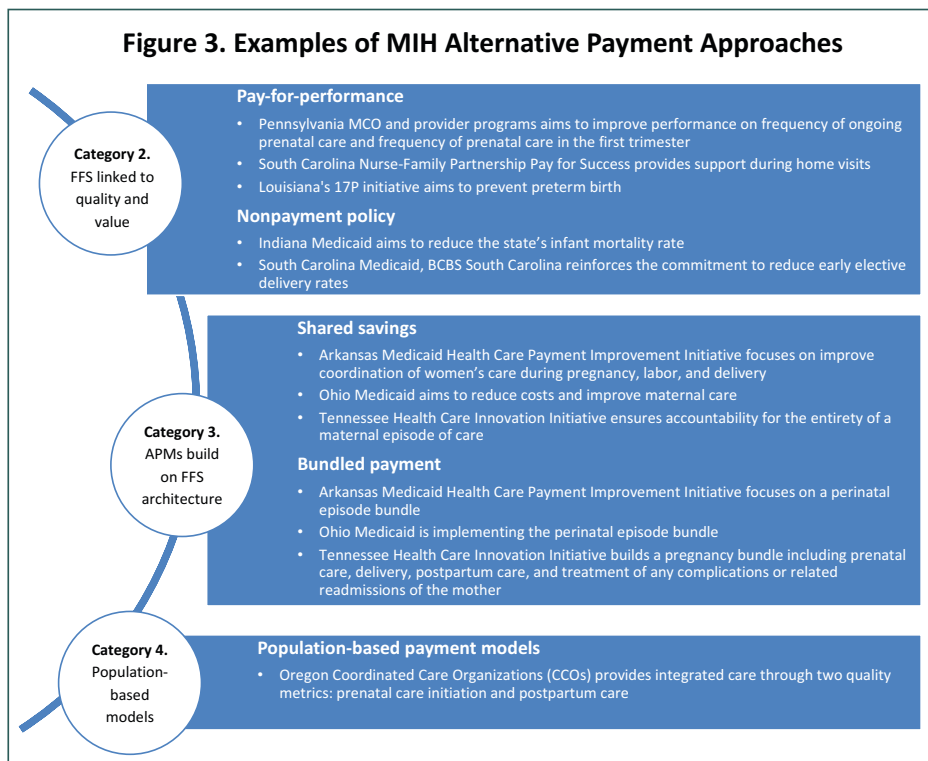 Figure 3. Examples of MIH Alternative Payment Approaches
Category 2.
FFS linked to
quality and
value
Pay-for-performance
• Pennsylvania MCO and provider programs aims to improve performance on frequency of ongoing
prenatal care and frequency of prenatal care in the first trimester
• South Carolina Nurse-Family Partnership Pay for Success provides support during home visits
• Louisiana's 17P initiative aims to prevent preterm birth
Nonpayment policy
• Indiana Medicaid aims to reduce the state’s infant mortality rate
• South Carolina Medicaid, BCBS South Carolina reinforces the commitment to reduce early elective
delivery rates
Category 3.
APMs build
on FFS
architecture
Shared savings
• Arkansas Medicaid Health Care Payment Improvement Initiative focuses on improve
coordination of women’s care during pregnancy, labor, and delivery
• Ohio Medicaid aims to reduce costs and improve maternal care
• Tennessee Health Care Innovation Initiative ensures accountability for the entirety of a
maternal episode of care
Bundled payment
• Arkansas Medicaid Health Care Payment Improvement Initiative focuses on a perinatal
episode bundle
• Ohio Medicaid is implementing the perinatal episode bundle
• Tennessee Health Care Innovation Initiative builds a pregnancy bundle including prenatal
care, delivery, postpartum care, and treatment of any complications or related
readmissions of the mother
Category 4.
Population-
based
models
Population-based payment models
• Oregon Coordinated Care Organizations (CCOs) provides integrated care through two quality
metrics: prenatal care initiation and postpartum care